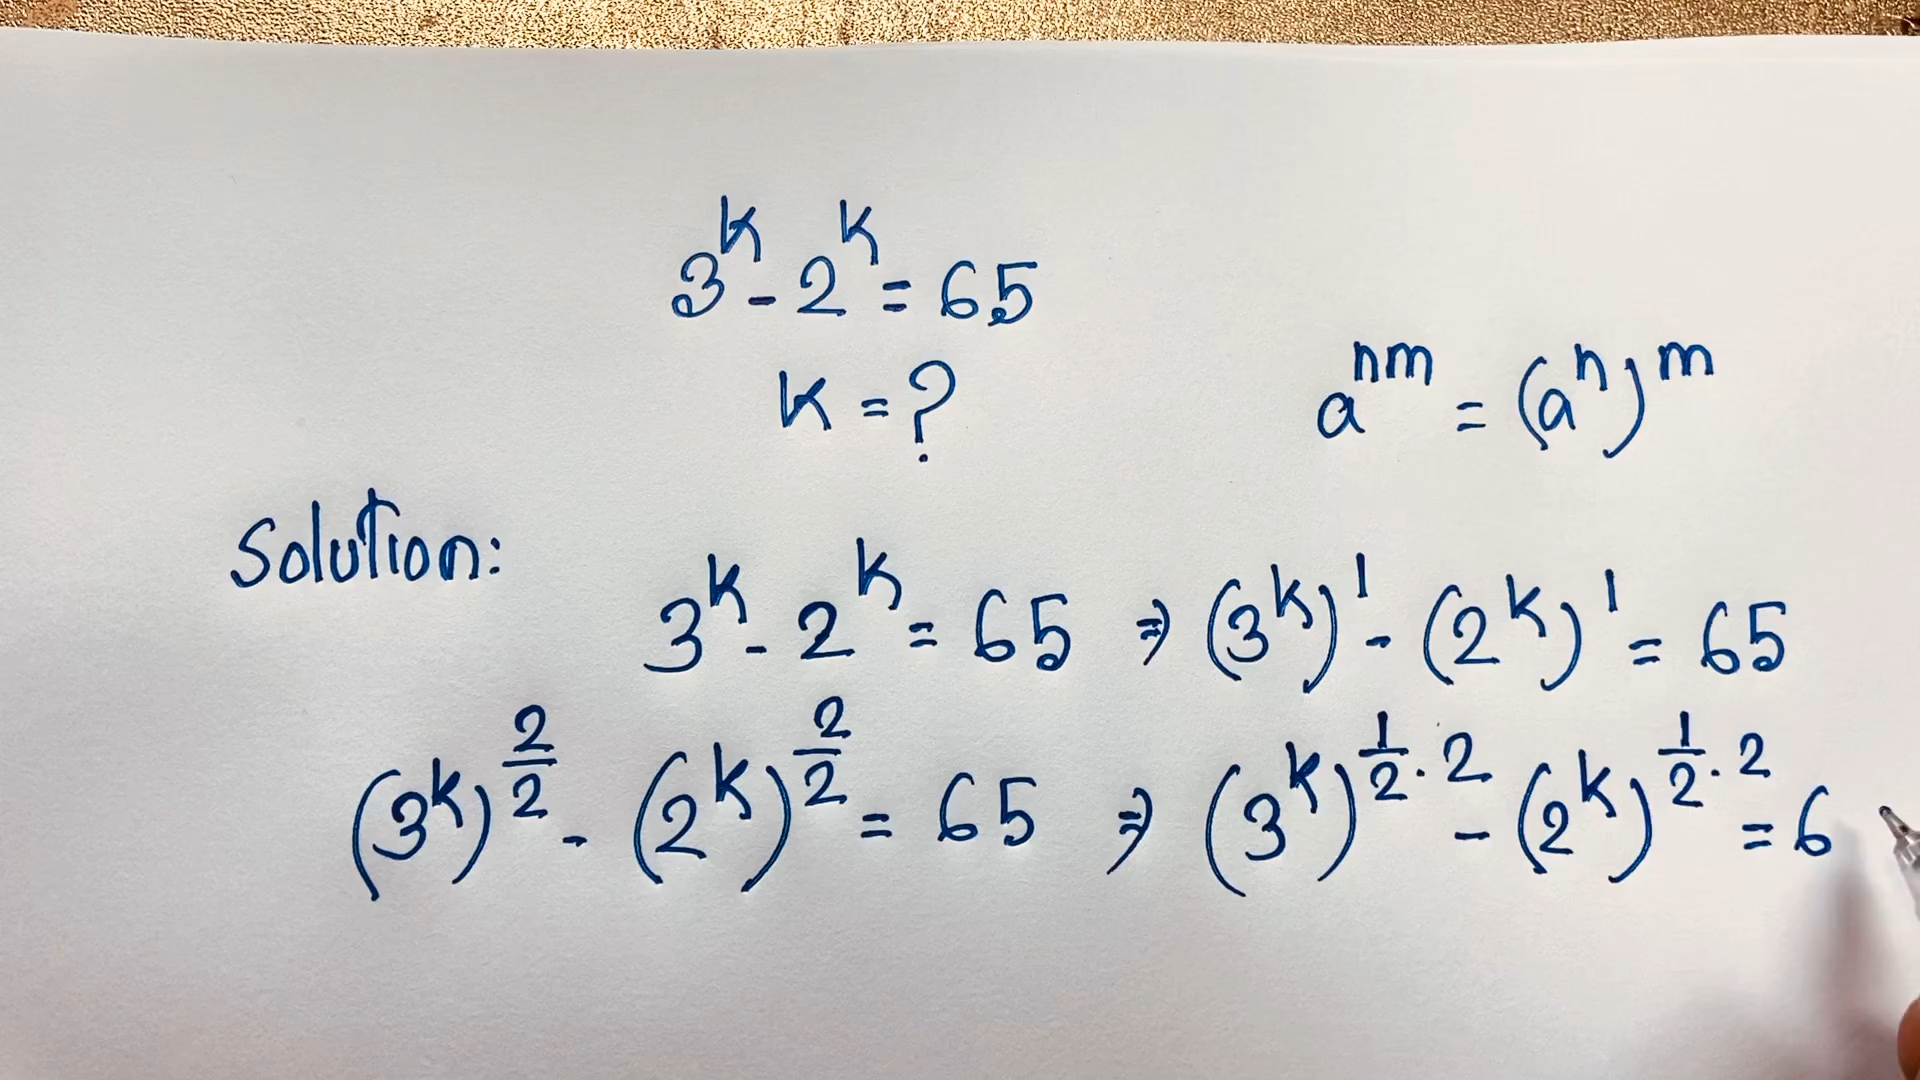 3^k - 2^k = 65
k = ?
a^nm = (a^n)^m
Solution:
3^k - 2^k = 65 ⇒ (3^k)^1 - (2^k)^1 = 65
(3^k)^2/2 - (2^k)^2/2 = 65 ⇒ (3^k)^1/2 · 2 - (2^k)^1/2 · 2 = 6